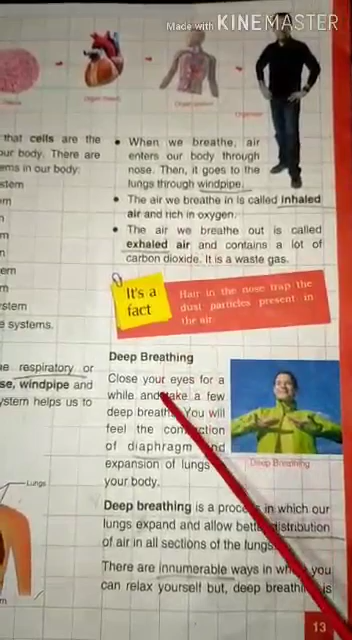 Made with KINEMASTER
Tissue
Organ (heart)
Organ system
Organism
that cells are the
our body. There are
ems in our body:
stem
em
m
em
m
stem
e systems.
e respiratory or
se, windpipe and
ystem helps us to
Lungs
• When we breathe, air
enters our body through
nose. Then, it goes to the
lungs through windpipe.
• The air we breathe in is called inhaled
air and rich in oxygen.
• The air we breathe out is called
exhaled air and contains a lot of
carbon dioxide. It is a waste gas.
It's a
fact
Hair in the nose trap the
dust particles present in
the air.
Deep Breathing
Close your eyes for a
while and take a few
deep breaths. You will
feel the contraction
of diaphragm and
expansion of lungs
your body.
Deep Breathing
Deep breathing is a process in which our
lungs expand and allow better distribution
of air in all sections of the lungs.
There are innumerable ways in which you
can relax yourself but, deep breathing is
13